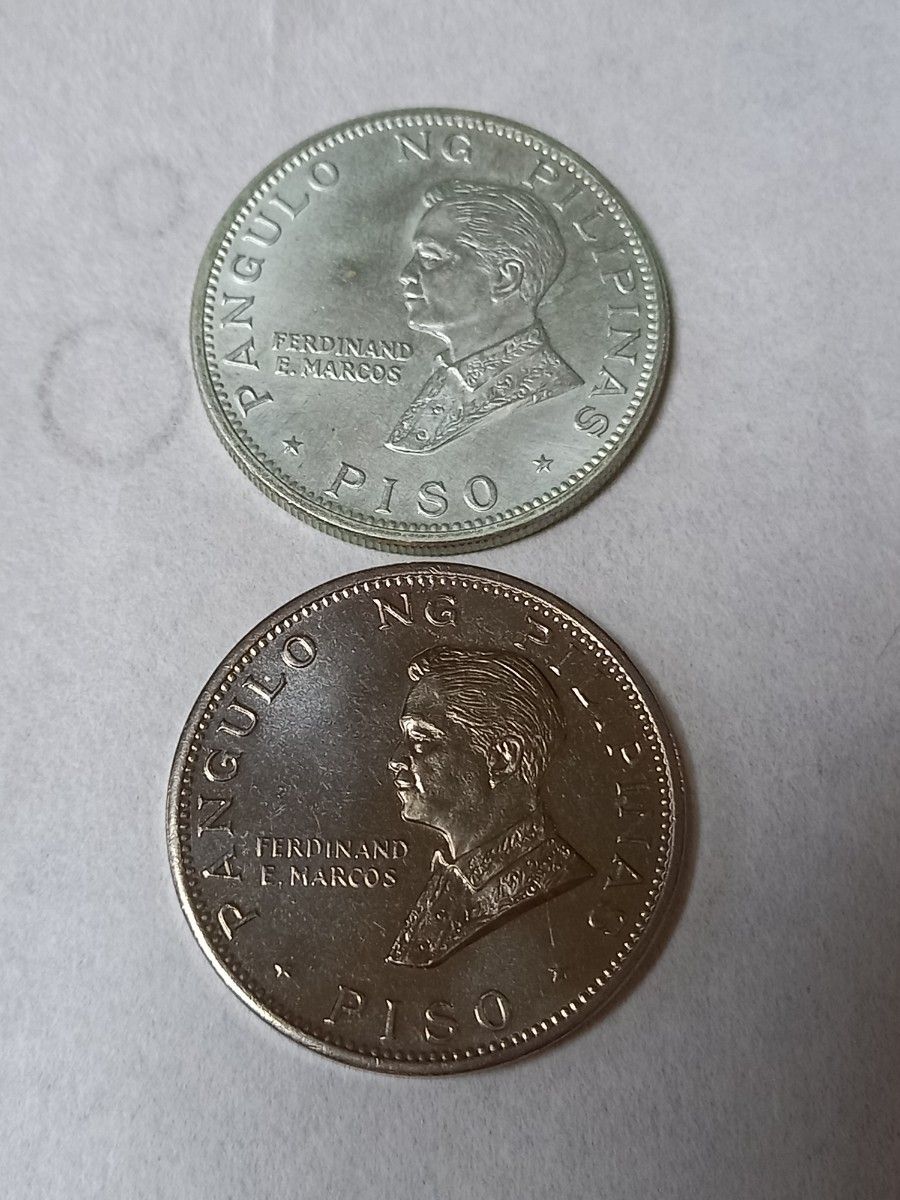 PANGULO NG PILIPINAS
FERDINAND
E. MARCOS
PISO
PANGULO NG PILIPINAS
FERDINAND
E. MARCOS
PISO